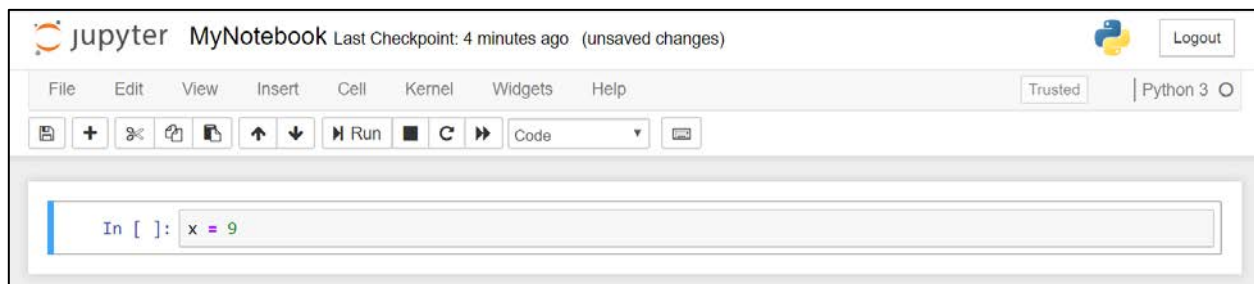 jupyter MyNotebook Last Checkpoint: 4 minutes ago (unsaved changes) Logout
File Edit View Insert Cell Kernel Widgets Help Trusted Python 3
Run Code
In [ ]: x = 9